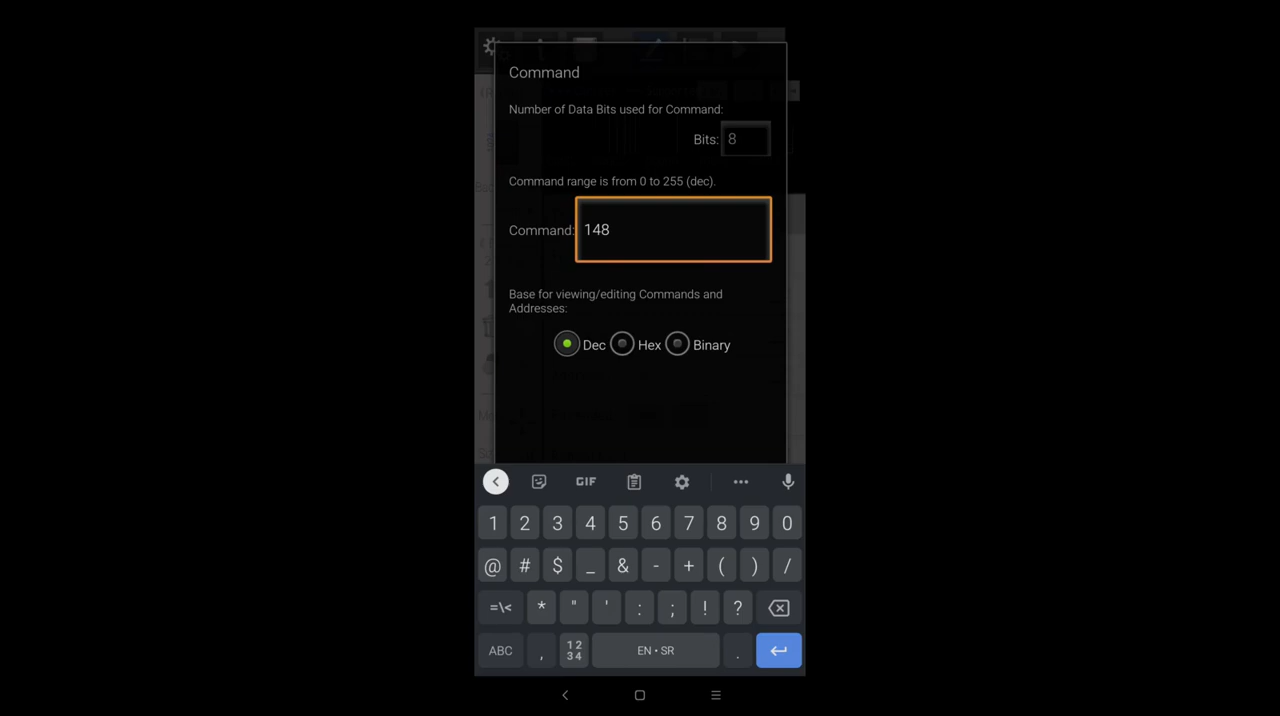 Command
Number of Data Bits used for Command:
Bits: 8
Command range is from 0 to 255 (dec).
Command: 148
Base for viewing/editing Commands and
Addresses:
Dec Hex Binary
GIF
1 2 3 4 5 6 7 8 9 0
@ # $ _ & - + ( ) /
=\< * " ' : ; ! ?
ABC , 12 34 EN • SR .